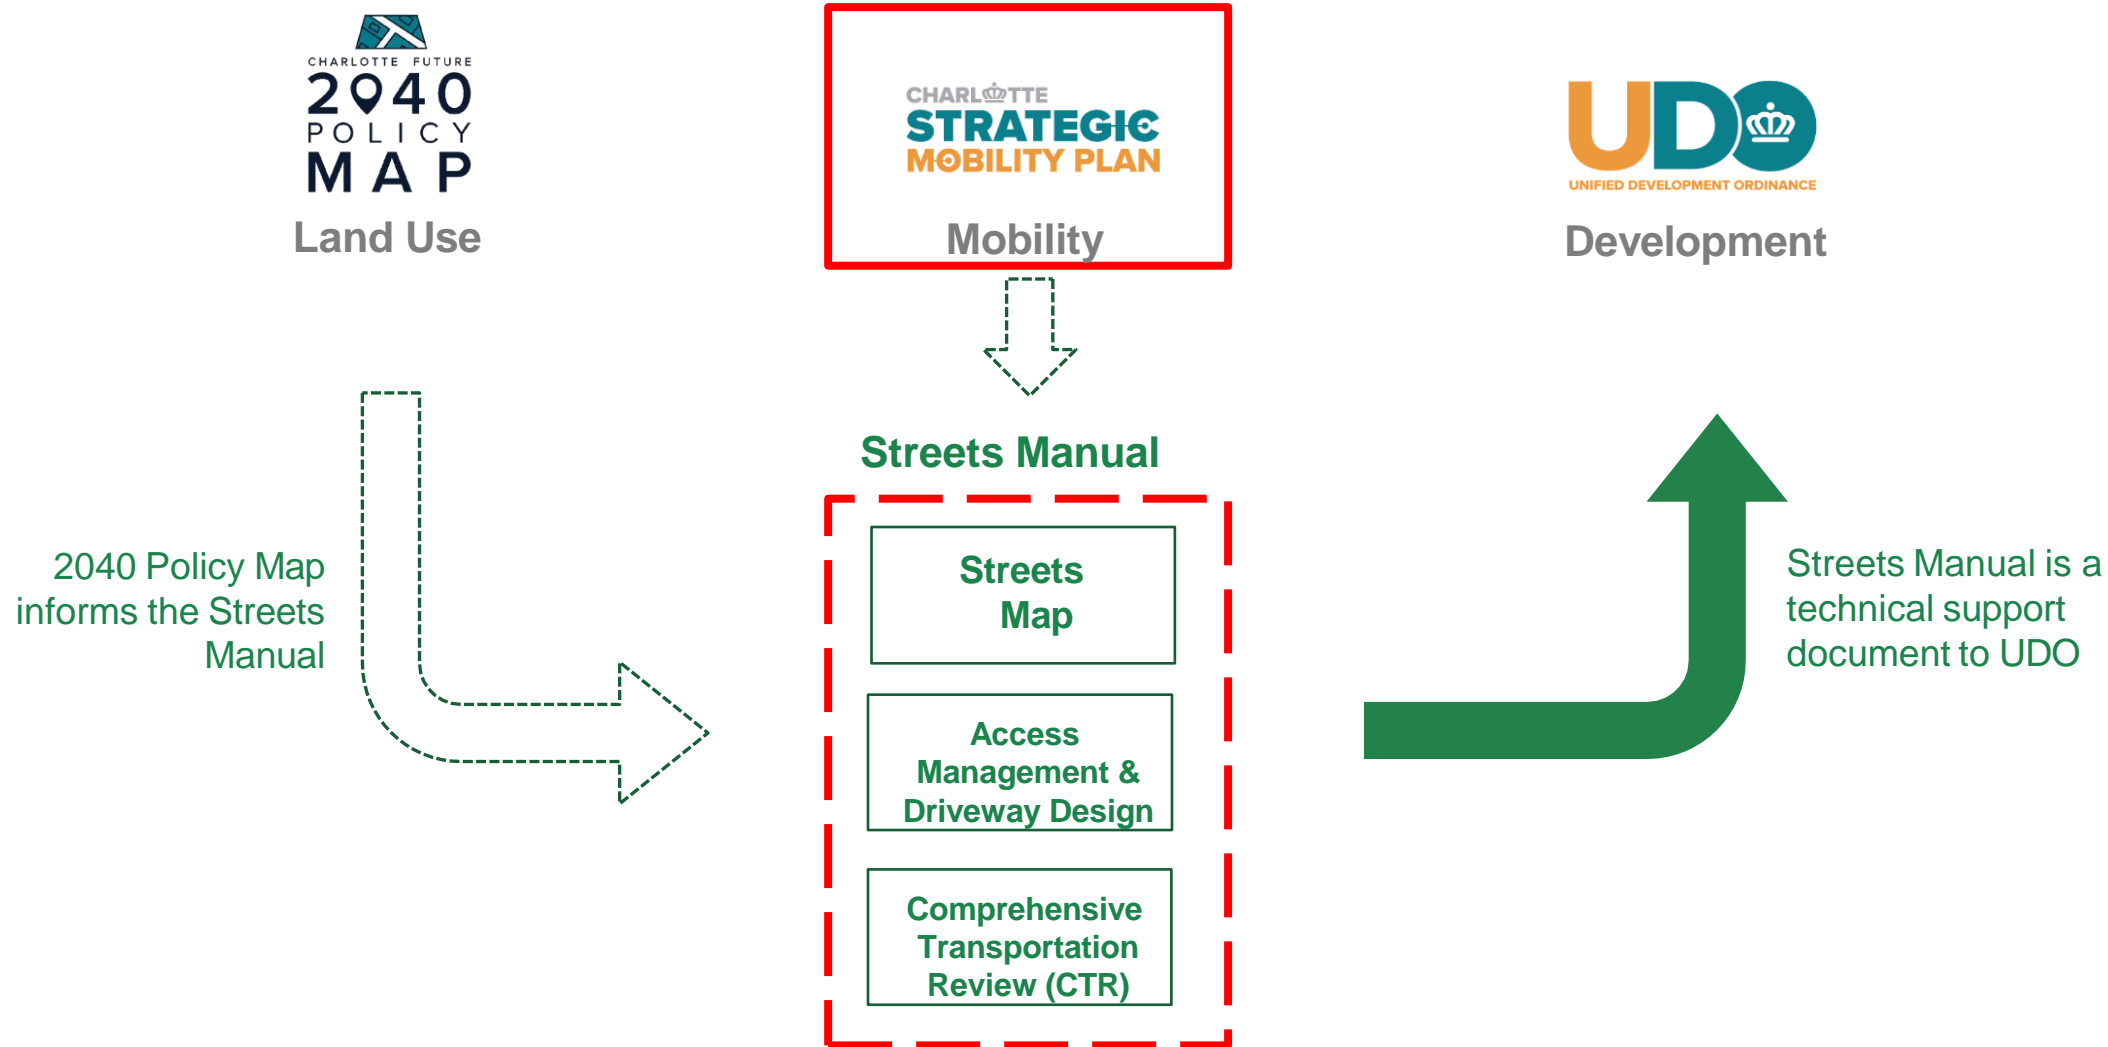 CHARLOTTE FUTURE
2040
POLICY
MAP
Land Use
CHARLOTTE
STRATEGIC
MOBILITY PLAN
Mobility
UDO
UNIFIED DEVELOPMENT ORDINANCE
Development
2040 Policy Map
informs the Streets
Manual
Streets Manual
Streets
Map
Access
Management &
Driveway Design
Comprehensive
Transportation
Review (CTR)
Streets Manual is a
technical support
document to UDO